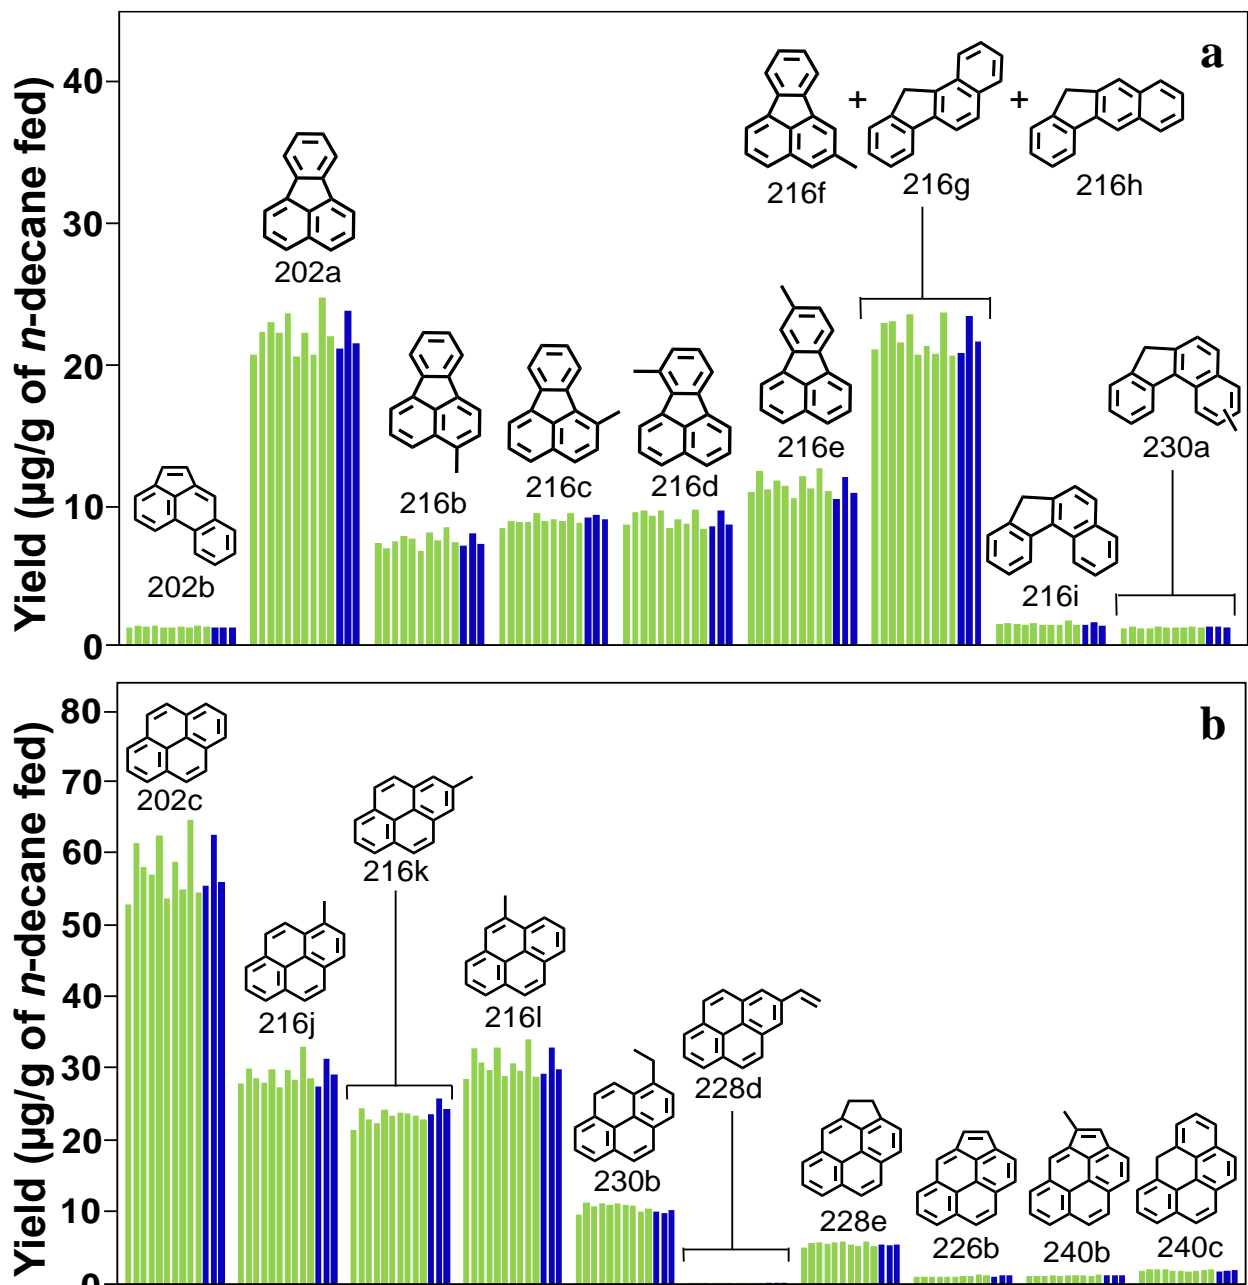 a
Yield (µg/g of n-decane fed)
40
30
20
10
0
202b
202a
216b
216c
216d
216e
216f
+
216g
+
216h
216i
230a
b
Yield (µg/g of n-decane fed)
80
70
60
50
40
30
20
10
0
202c
216j
216k
216l
230b
228d
228e
226b
240b
240c